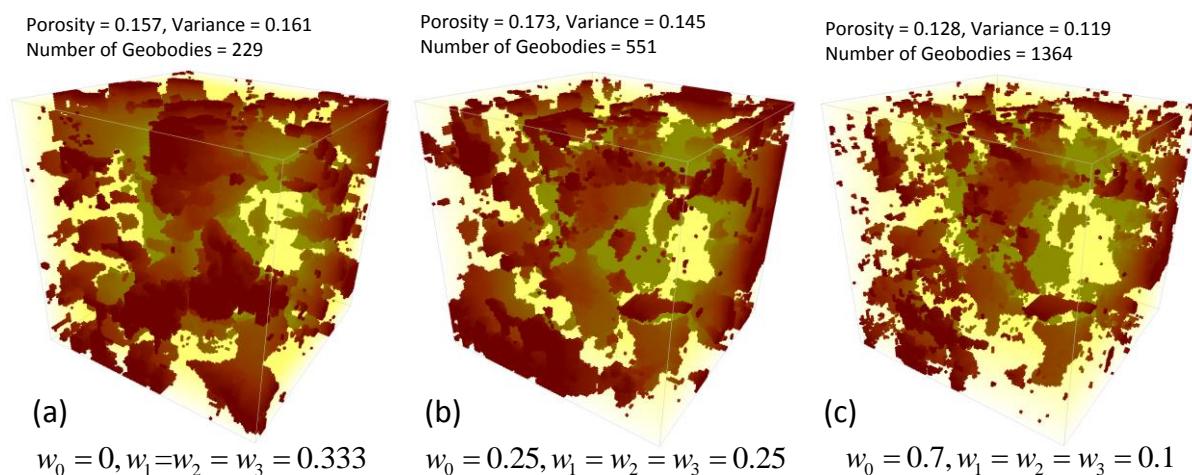 Porosity = 0.157, Variance = 0.161
Number of Geobodies = 229
Porosity = 0.173, Variance = 0.145
Number of Geobodies = 551
Porosity = 0.128, Variance = 0.119
Number of Geobodies = 1364
(a)
w₀ = 0, w₁=w₂ = w₃ = 0.333
(b)
w₀ = 0.25, w₁ = w₂ = w₃ = 0.25
(c)
w₀ = 0.7, w₁ = w₂ = w₃ = 0.1